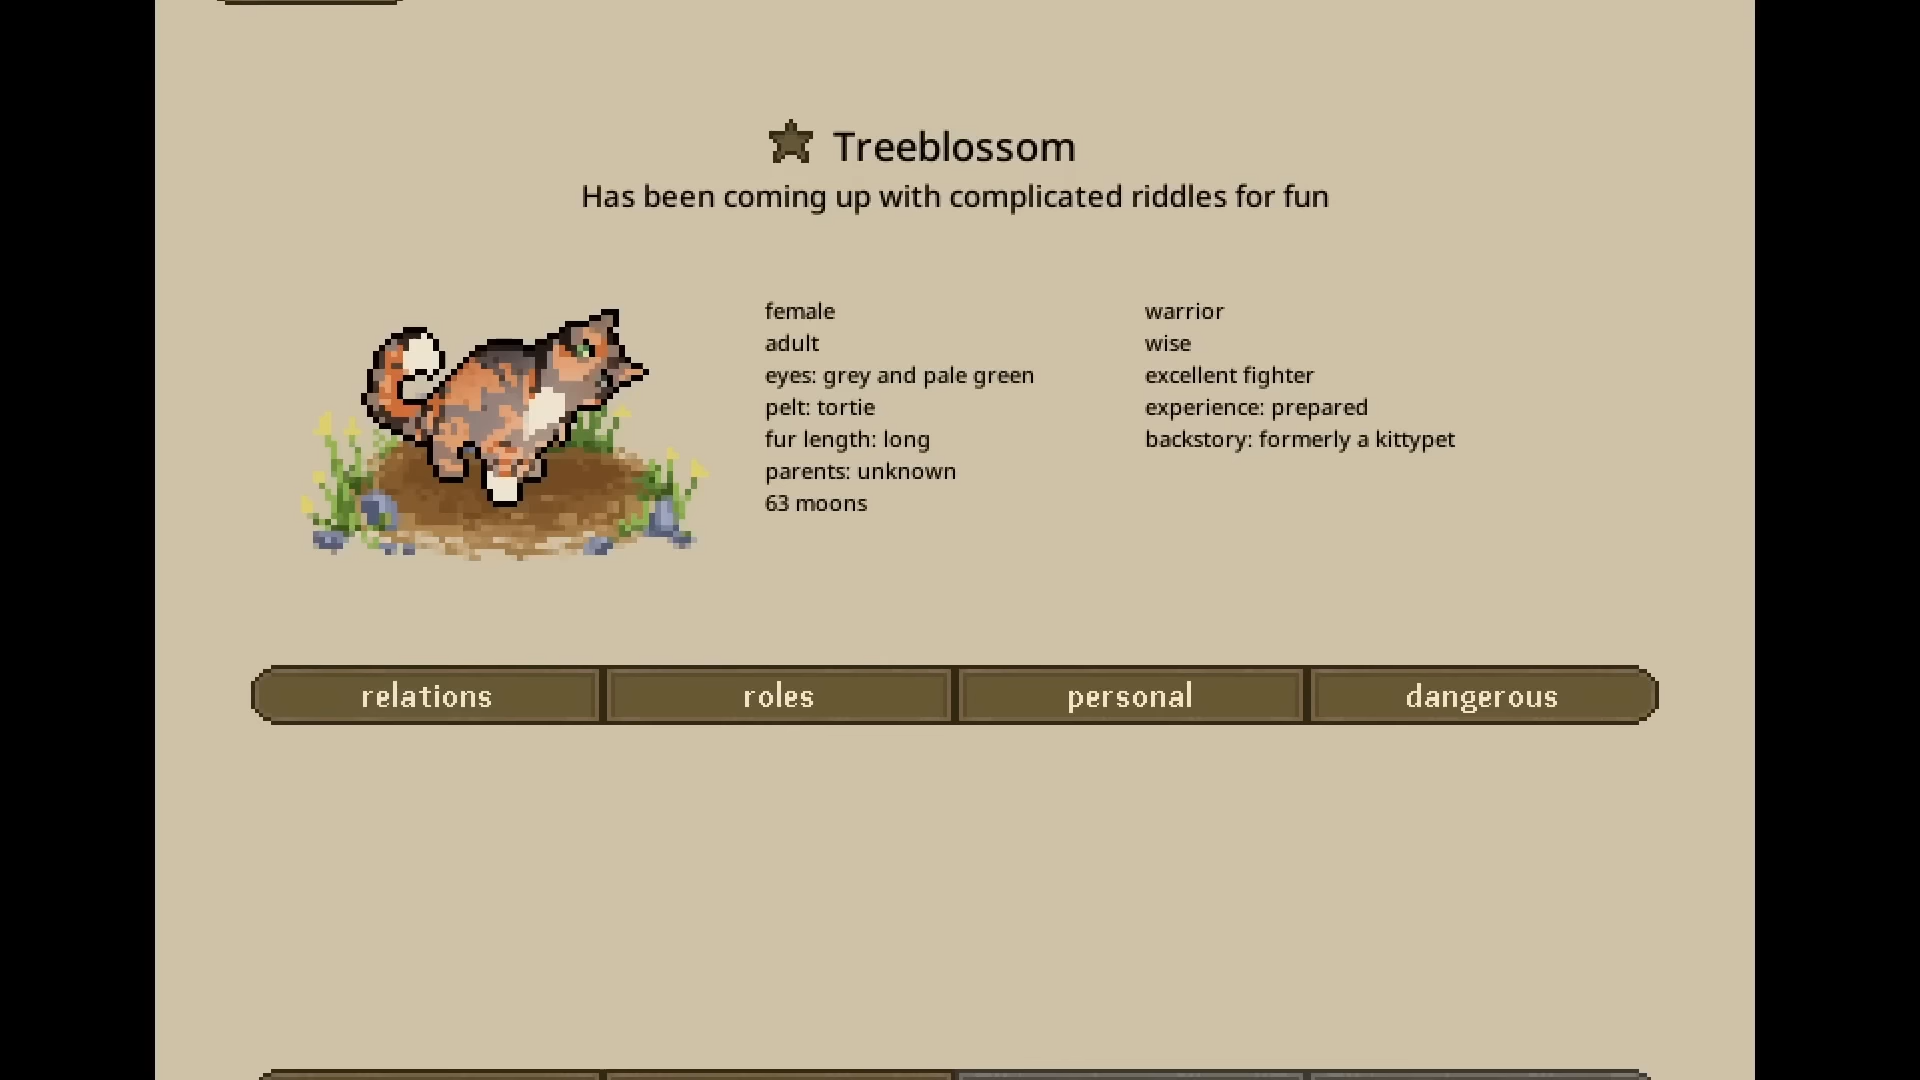 Treeblossom
Has been coming up with complicated riddles for fun
female
adult
eyes: grey and pale green
pelt: tortie
fur length: long
parents: unknown
63 moons
warrior
wise
excellent fighter
experience: prepared
backstory: formerly a kittypet
relations
roles
personal
dangerous